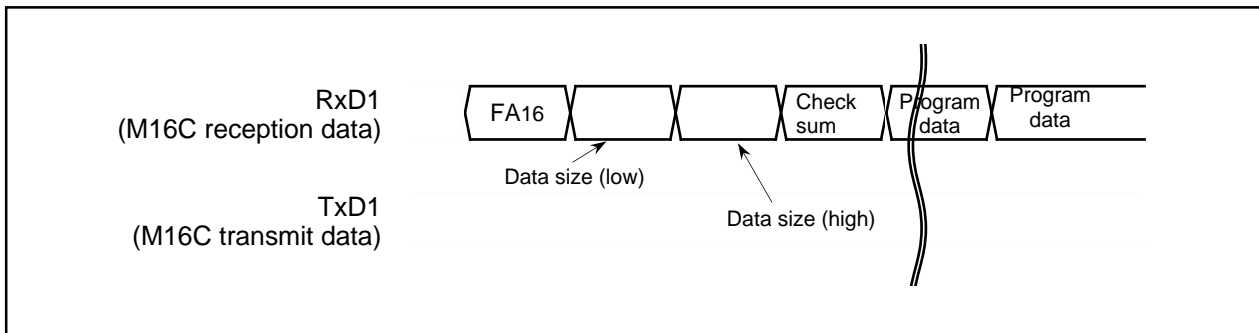 RxD1
(M16C reception data)
FA16
Check
sum
Program
data
Program
data
Data size (low)
Data size (high)
TxD1
(M16C transmit data)